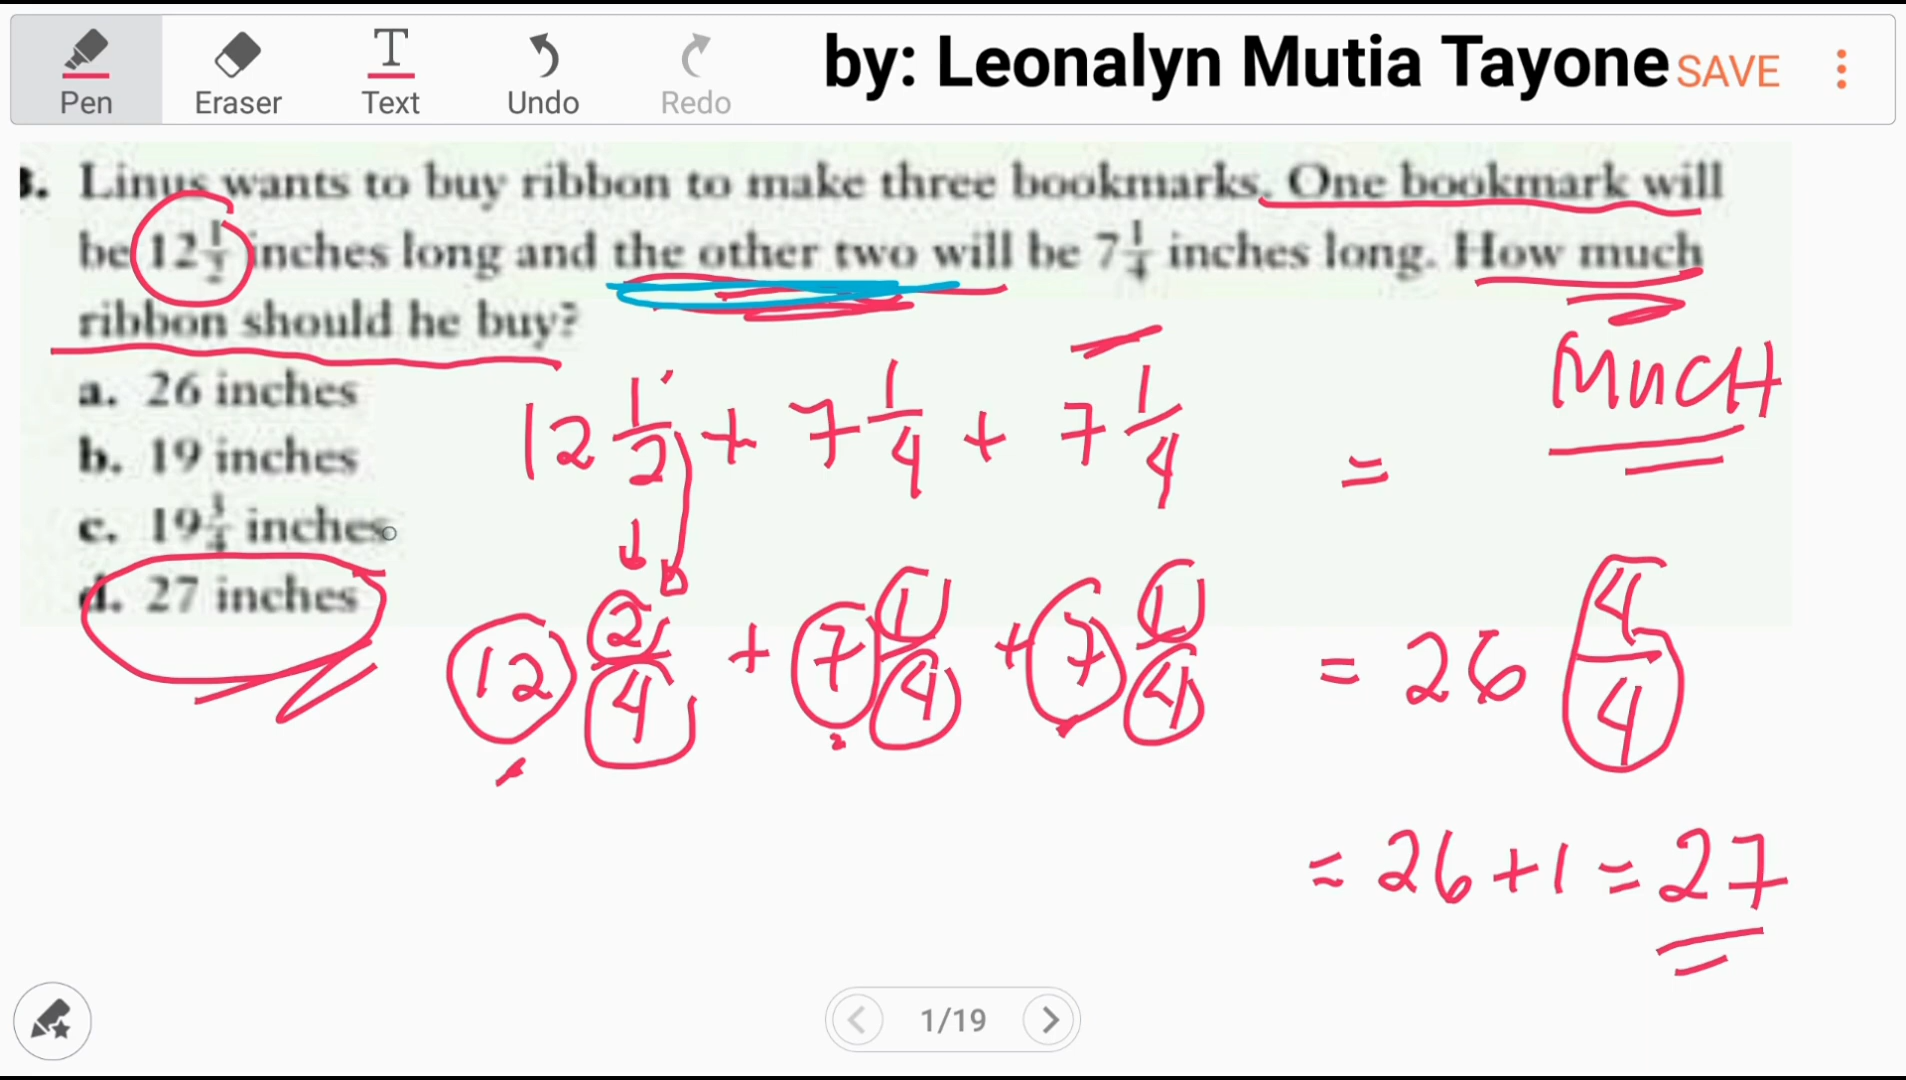 Pen
Eraser
Text
Undo
Redo
by: Leonalyn Mutia Tayone
SAVE
3. Linus wants to buy ribbon to make three bookmarks. One bookmark will
be 12 1/2 inches long and the other two will be 7 1/4 inches long. How much
ribbon should he buy?
a. 26 inches
b. 19 inches
c. 19 3/4 inches
d. 27 inches
MUCH
12 1/2 + 7 1/4 + 7 1/4 =
12 2/4 + 7 1/4 + 7 1/4 = 26 4/4
= 26 + 1 = 27
1/19